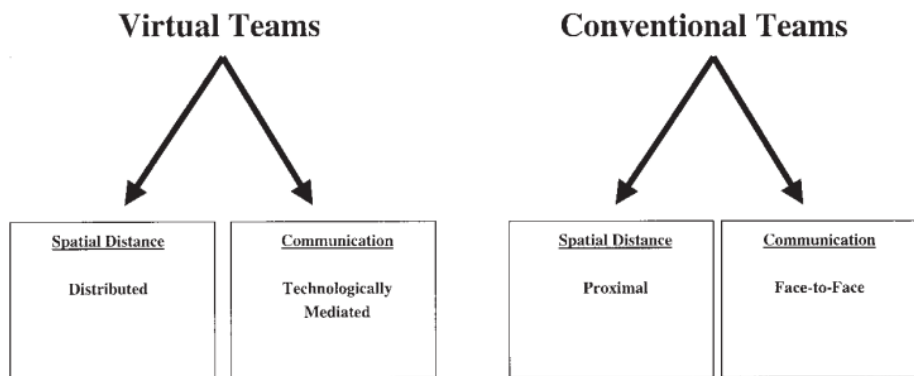 Virtual Teams
Conventional Teams
Spatial Distance
Distributed
Communication
Technologically
Mediated
Spatial Distance
Proximal
Communication
Face-to-Face